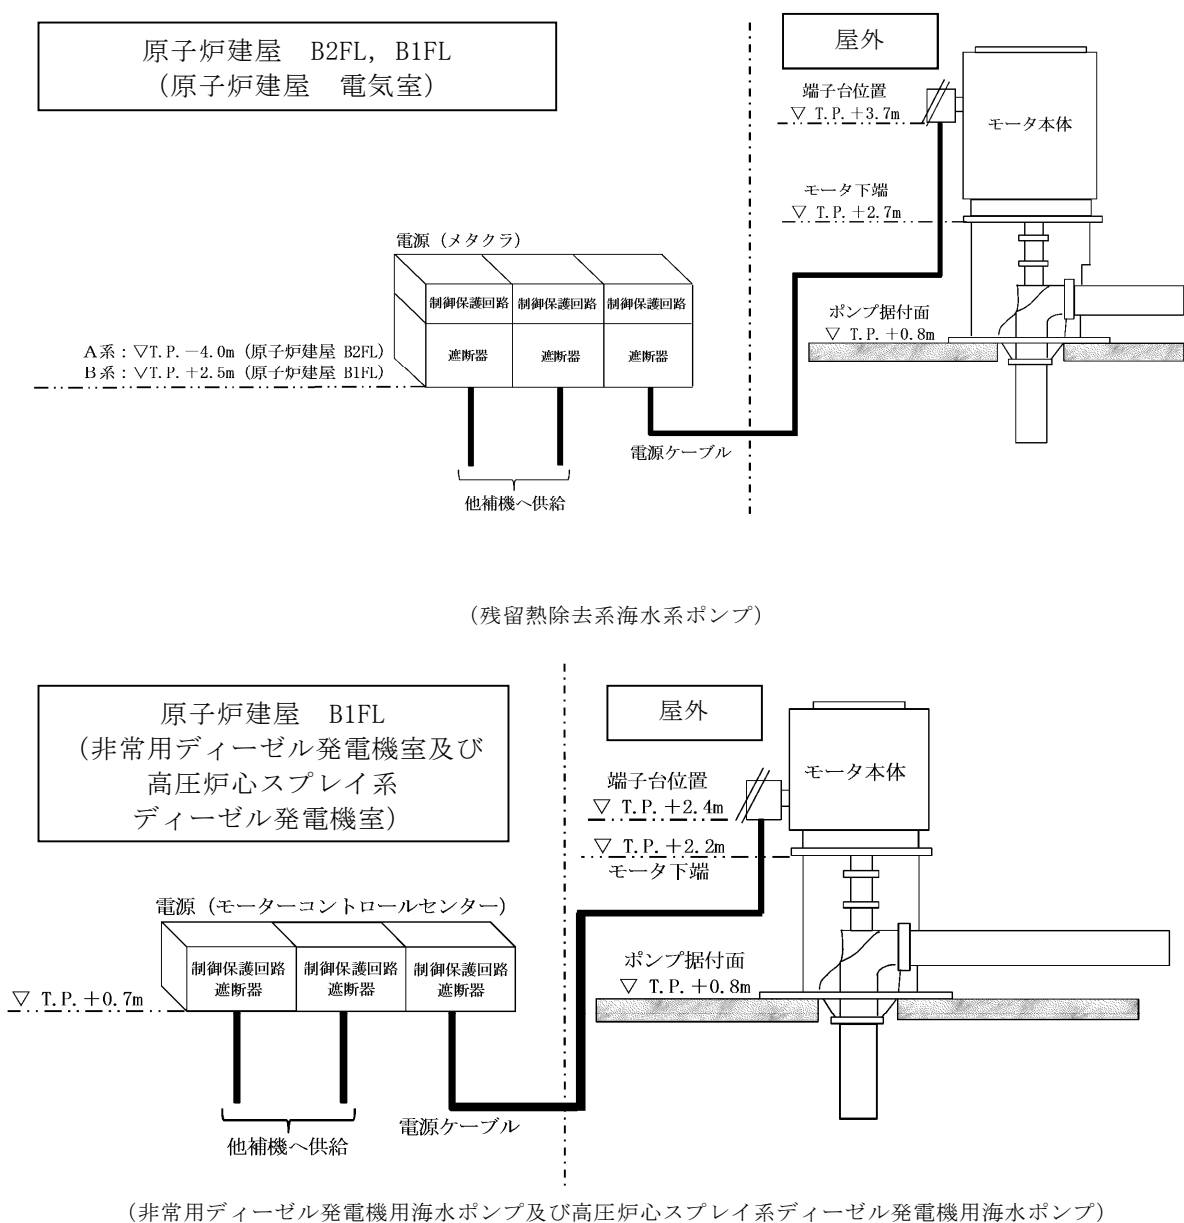 原子炉建屋　B2FL, B1FL
(原子炉建屋　電気室)
屋外
端子台位置
▽ T.P.+3.7m
モータ本体
モータ下端
▽ T.P.+2.7m
電源(メタクラ)
制御保護回路 制御保護回路 制御保護回路
遮断器 遮断器 遮断器
ポンプ据付面
▽ T.P.+0.8m
A系:▽T.P.-4.0m(原子炉建屋 B2FL)
B系:▽T.P.+2.5m(原子炉建屋 B1FL)
電源ケーブル
他補機へ供給
(残留熱除去系海水系ポンプ)
原子炉建屋　B1FL
(非常用ディーゼル発電機室及び
高圧炉心スプレイ系
ディーゼル発電機室)
屋外
端子台位置
▽ T.P.+2.4m
モータ本体
▽ T.P.+2.2m
モータ下端
電源(モーターコントロールセンター)
制御保護回路 制御保護回路 制御保護回路
遮断器 遮断器 遮断器
ポンプ据付面
▽ T.P.+0.8m
▽ T.P.+0.7m
電源ケーブル
他補機へ供給
(非常用ディーゼル発電機用海水ポンプ及び高圧炉心スプレイ系ディーゼル発電機用海水ポンプ)